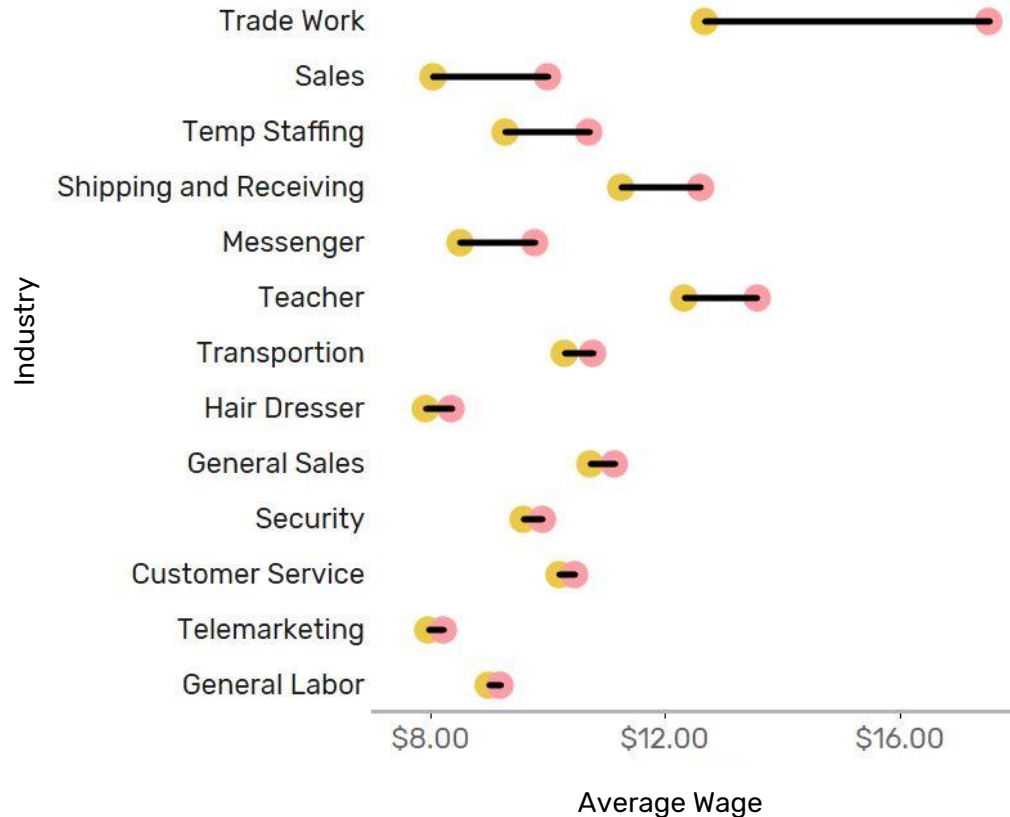 Trade Work
Sales
Temp Staffing
Shipping and Receiving
Messenger
Teacher
Transportion
Hair Dresser
General Sales
Security
Customer Service
Telemarketing
General Labor
Industry
$8.00 $12.00 $16.00
Average Wage